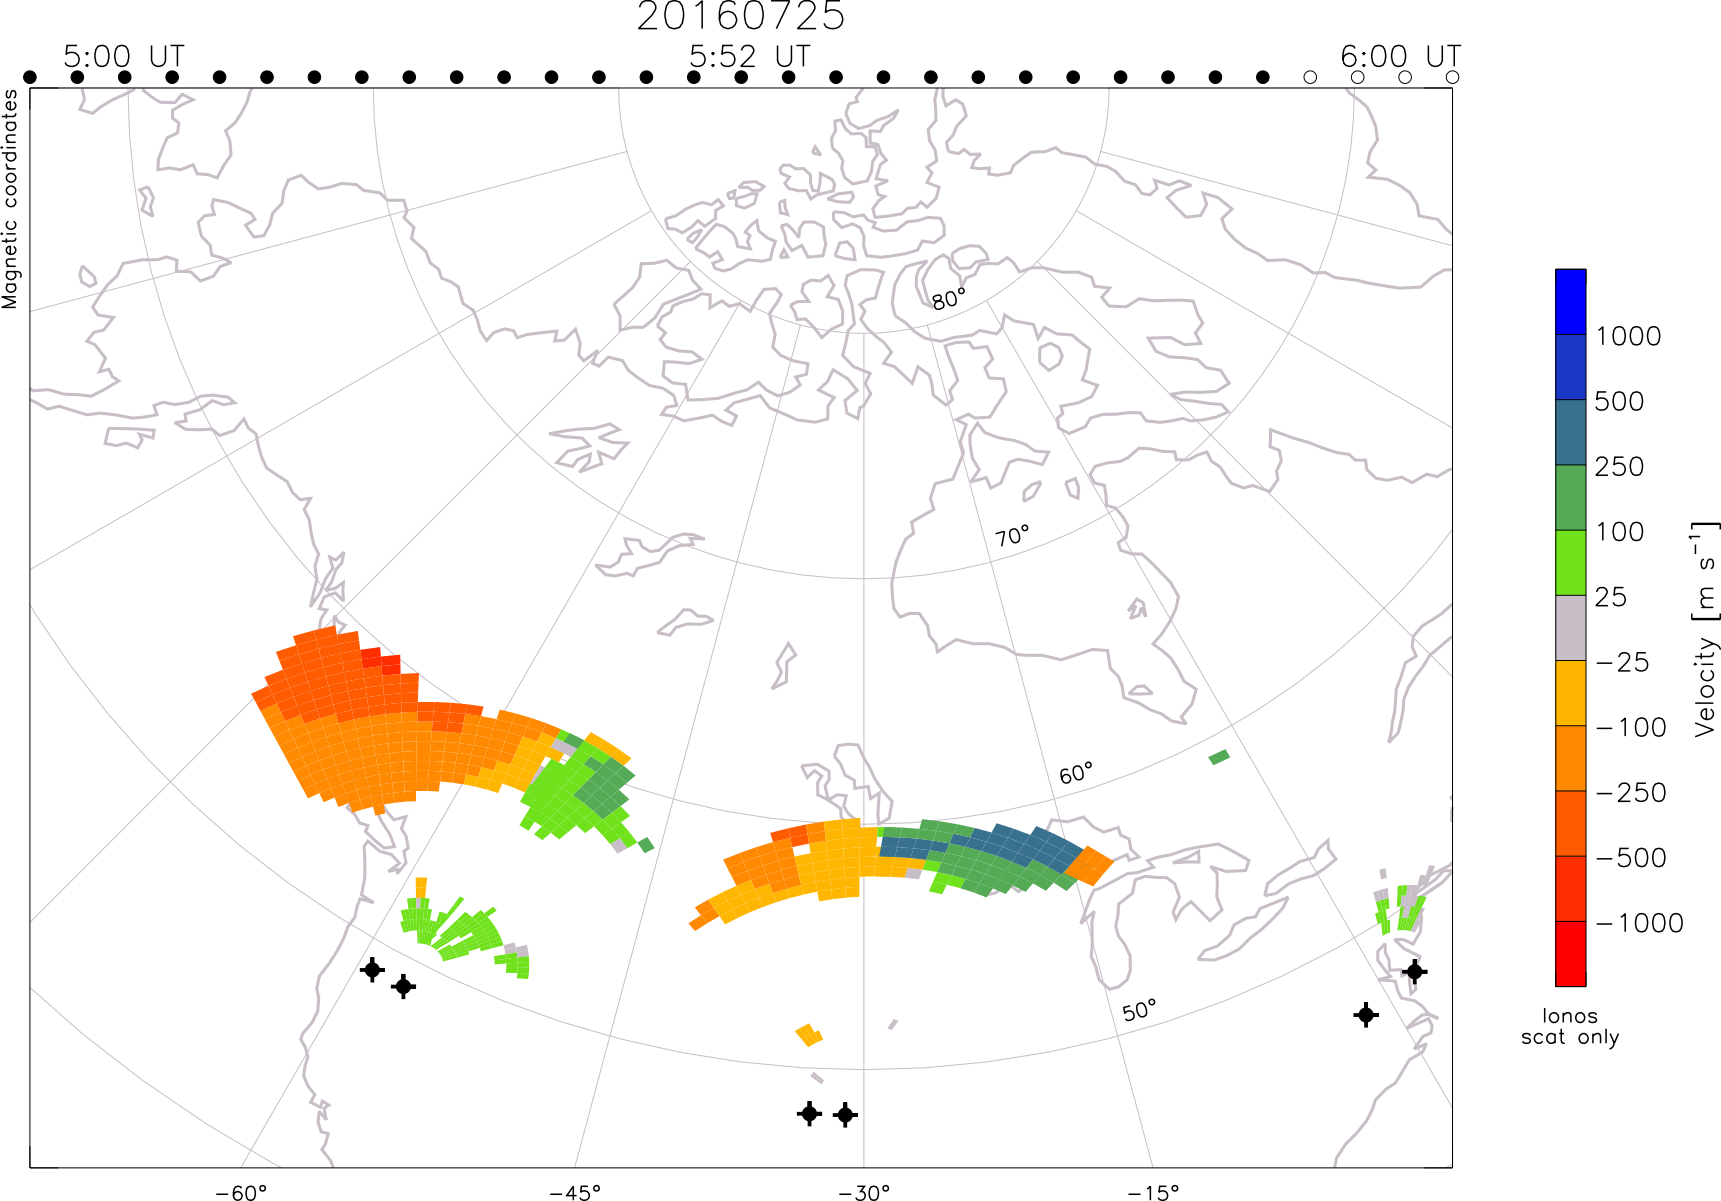 20160725
5:00 UT 5:52 UT 6:00 UT
Magnetic coordinates
80°
70°
60°
50°
−60° −45° −30° −15°
1000
500
250
100
25
−25
−100
−250
−500
−1000
Velocity [m s⁻¹]
Ionos
scat only